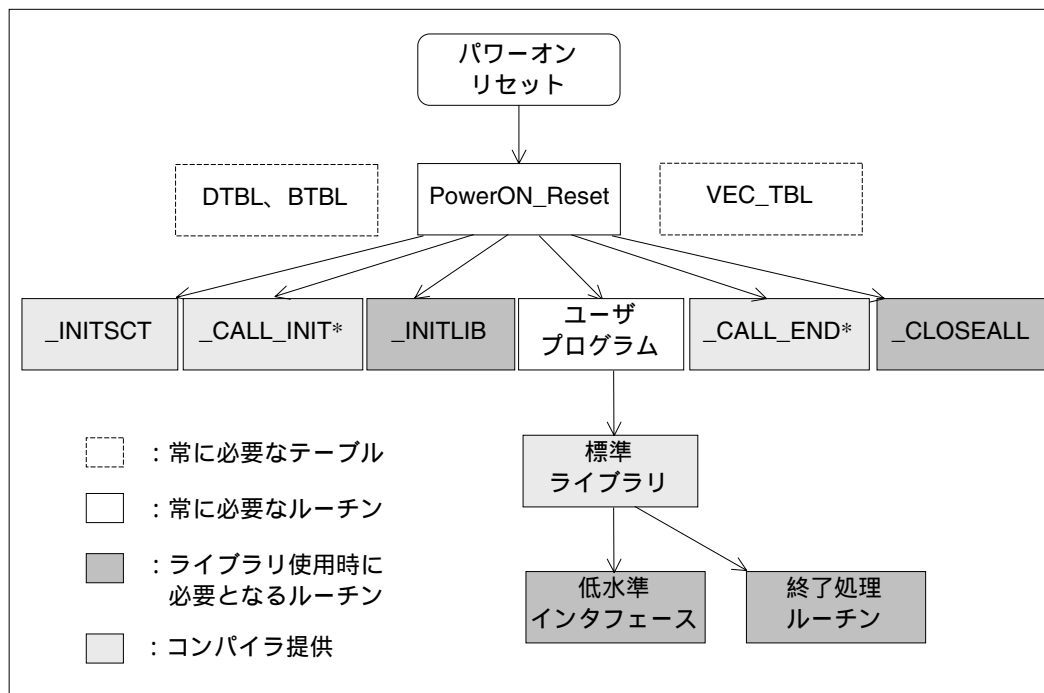 パワーオン
リセット
DTBL、BTBL
PowerON_Reset
VEC_TBL
_INITSCT
_CALL_INIT*
_INITLIB
ユーザ
プログラム
_CALL_END*
_CLOSEALL
標準
ライブラリ
低水準
インタフェース
終了処理
ルーチン
：常に必要なテーブル
：常に必要なルーチン
：ライブラリ使用時に
必要となるルーチン
：コンパイラ提供